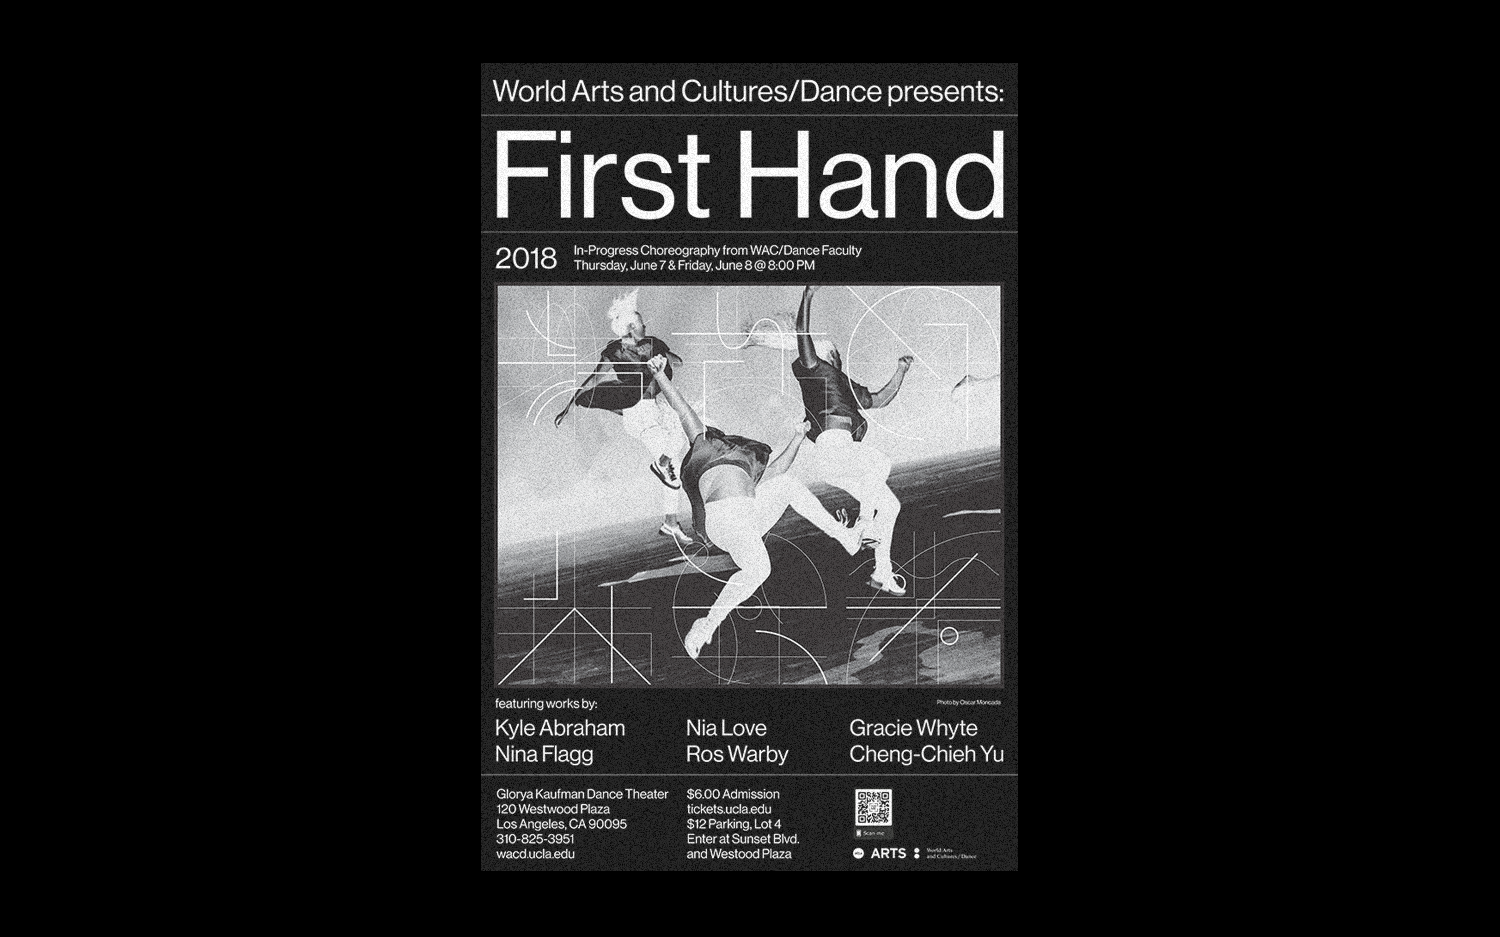 World Arts and Cultures/Dance presents:
First Hand
2018
In-Progress Choreography from WAC/Dance Faculty
Thursday, June 7 & Friday, June 8 @ 8:00 PM
featuring works by:
Photo by Oscar Moncada
Kyle Abraham
Nina Flagg
Nia Love
Ros Warby
Gracie Whyte
Cheng-Chieh Yu
Glorya Kaufman Dance Theater
120 Westwood Plaza
Los Angeles, CA 90095
310-825-3951
wacd.ucla.edu
$6.00 Admission
tickets.ucla.edu
$12 Parking, Lot 4
Enter at Sunset Blvd.
and Westood Plaza
Scan me
ARTS
World Arts
and Cultures/Dance